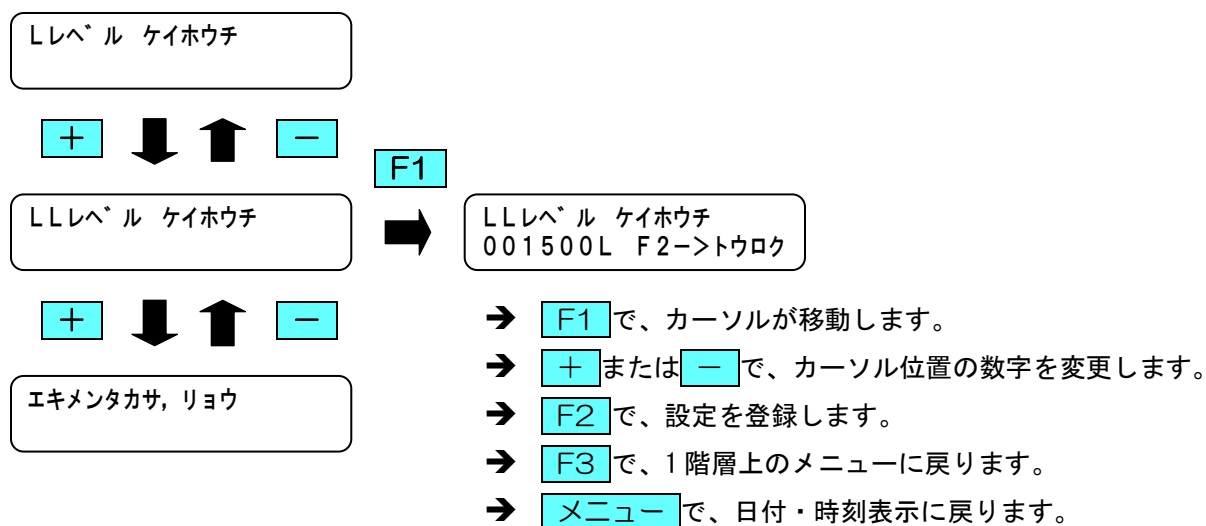 Lレベル ケイホウチ
+ −
F1
LLレベル ケイホウチ
LLレベル ケイホウチ
001500L F2->トウロク
+ −
エキメンタカサ, リョウ
➔ F1 で、カーソルが移動します。
➔ + または − で、カーソル位置の数字を変更します。
➔ F2 で、設定を登録します。
➔ F3 で、1階層上のメニューに戻ります。
➔ メニュー で、日付・時刻表示に戻ります。